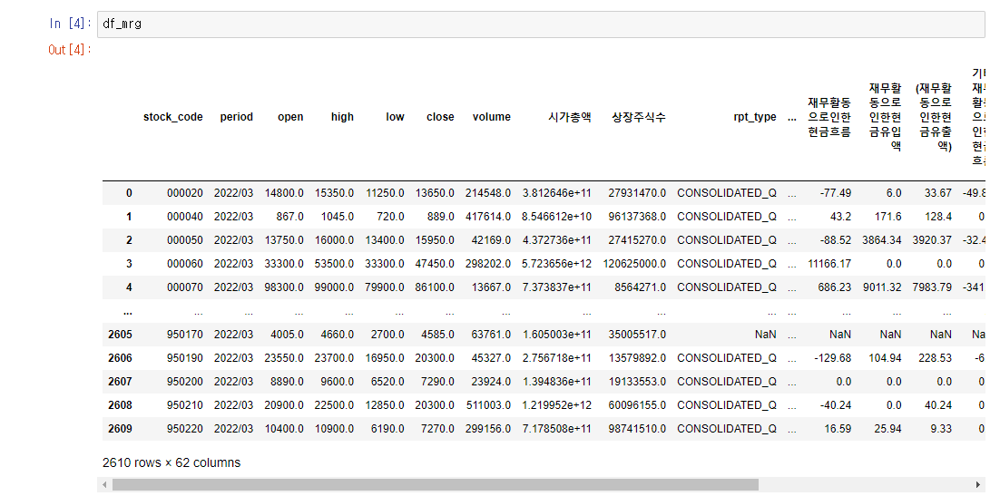 In [4]: df_mrg
Out[4]:
stock_code period open high low close volume 시가총액 상장주식수 rpt_type ... 재무활동으로인한현금흐름 재무활동으로인한현금유입액 (재무활동으로인한현금유출액)
0 000020 2022/03 14800.0 15350.0 11250.0 13650.0 214548.0 3.812646e+11 27931470.0 CONSOLIDATED_Q ... -77.49 6.0 33.67 -49.8
1 000040 2022/03 867.0 1045.0 720.0 889.0 417614.0 8.546612e+10 96137368.0 CONSOLIDATED_Q ... 43.2 171.6 128.4 0
2 000050 2022/03 13750.0 16000.0 13400.0 15950.0 42169.0 4.372736e+11 27415270.0 CONSOLIDATED_Q ... -88.52 3864.34 3920.37 -32.4
3 000060 2022/03 33300.0 53500.0 33300.0 47450.0 298202.0 5.723656e+12 120625000.0 CONSOLIDATED_Q ... 11166.17 0.0 0.0 0
4 000070 2022/03 98300.0 99000.0 79900.0 86100.0 13667.0 7.373837e+11 8564271.0 CONSOLIDATED_Q ... 686.23 9011.32 7983.79 -341
... ... ... ... ... ... ... ... ... ... ... ... ... ... ...
2605 950170 2022/03 4005.0 4660.0 2700.0 4585.0 63761.0 1.605003e+11 35005517.0 NaN ... NaN NaN NaN Na
2606 950190 2022/03 23550.0 23700.0 16950.0 20300.0 45327.0 2.756718e+11 13579892.0 CONSOLIDATED_Q ... -129.68 104.94 228.53 -6
2607 950200 2022/03 8890.0 9600.0 6520.0 7290.0 23924.0 1.394836e+11 19133553.0 CONSOLIDATED_Q ... 0.0 0.0 0.0 0
2608 950210 2022/03 20900.0 22500.0 12850.0 20300.0 511003.0 1.219952e+12 60096155.0 CONSOLIDATED_Q ... -40.24 0.0 40.24 0
2609 950220 2022/03 10400.0 10900.0 6190.0 7270.0 299156.0 7.178508e+11 98741510.0 CONSOLIDATED_Q ... 16.59 25.94 9.33 0
2610 rows × 62 columns